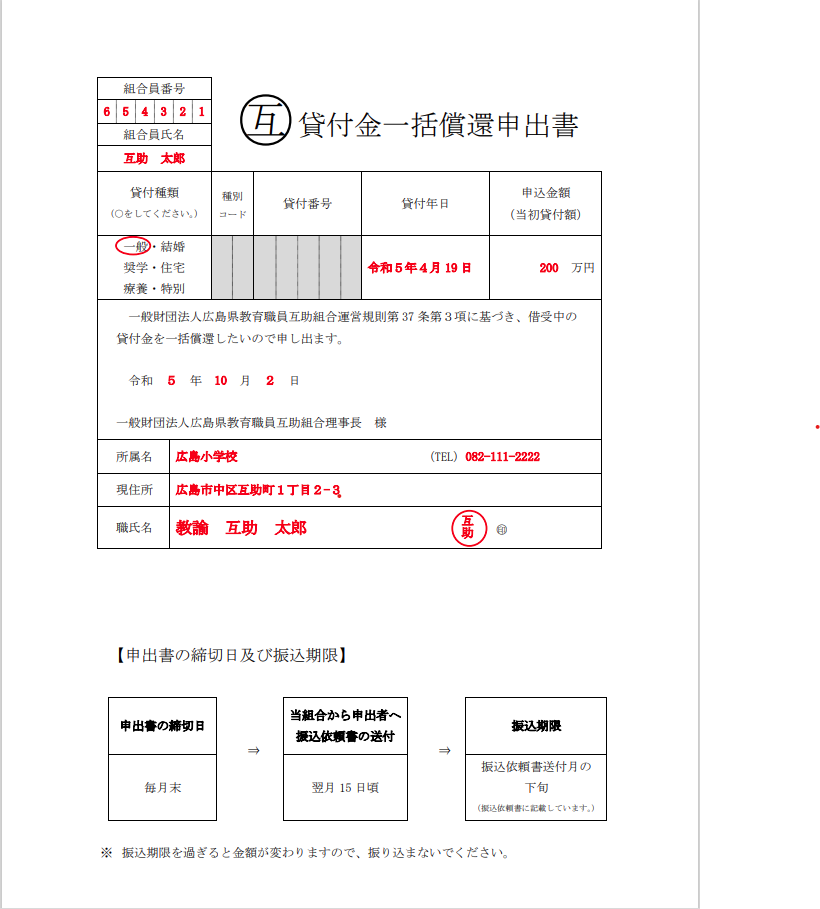 組合員番号
6 5 4 3 2 1
組合員氏名
互助　太郎
互 貸付金一括償還申出書
貸付種類
（○をしてください。）
種別
コード
貸付番号
貸付年日
申込金額
（当初貸付額）
一般・結婚
奨学・住宅
療養・特別
令和５年４月19日
200　万円
一般財団法人広島県教育職員互助組合運営規則第 37 条第３項に基づき、借受中の
貸付金を一括償還したいので申し出ます。
令和　5　年　10　月　2　日
一般財団法人広島県教育職員互助組合理事長　様
所属名
広島小学校
（TEL）082-111-2222
現住所
広島市中区互助町１丁目２−３
職氏名
教諭　互助　太郎
互
助
㊞
【申出書の締切日及び振込期限】
申出書の締切日
毎月末
⇒
当組合から申出者へ
振込依頼書の送付
翌月 15 日頃
⇒
振込期限
振込依頼書送付月の
下旬
（振込依頼書に記載しています。）
※ 振込期限を過ぎると金額が変わりますので、振り込まないでください。